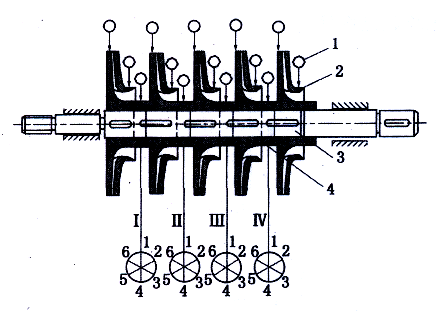 1
2
3
4
Ⅰ Ⅱ Ⅲ Ⅳ
1 1 1 1
6 2 6 2 6 2 6 2
5 3 5 3 5 3 5 3
4 4 4 4